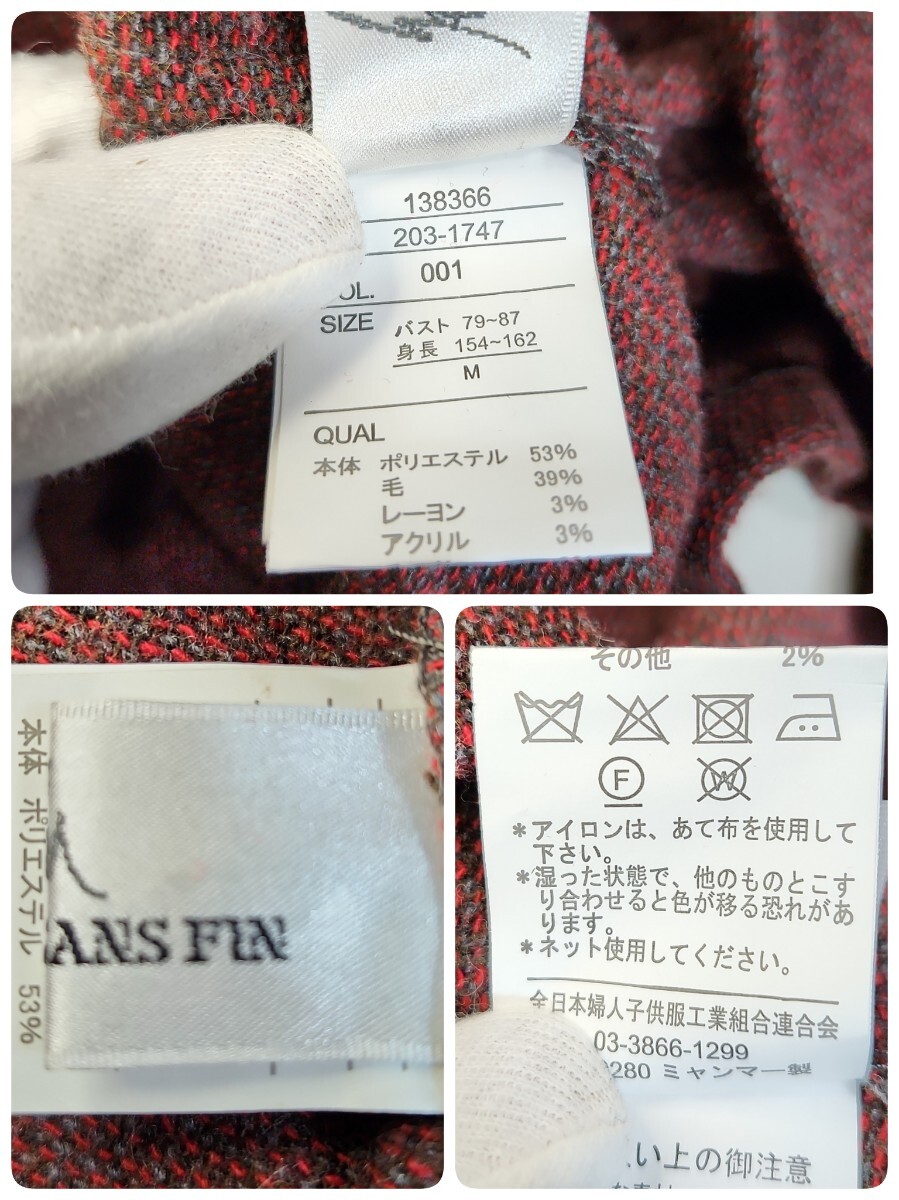 138366
203-1747
OL. 001
SIZE バスト 79~87
身長 154~162
M
QUAL
本体 ポリエステル 53%
毛 39%
レーヨン 3%
アクリル 3%
本体 ポリエステル 53%
ANS FIN
その他 2%
F W
*アイロンは、あて布を使用して
下さい。
*湿った状態で、他のものとこす
り合わせると色が移る恐れがあ
ります。
*ネット使用してください。
全日本婦人子供服工業組合連合会
03-3866-1299
280 ミャンマー製
い上の御注意